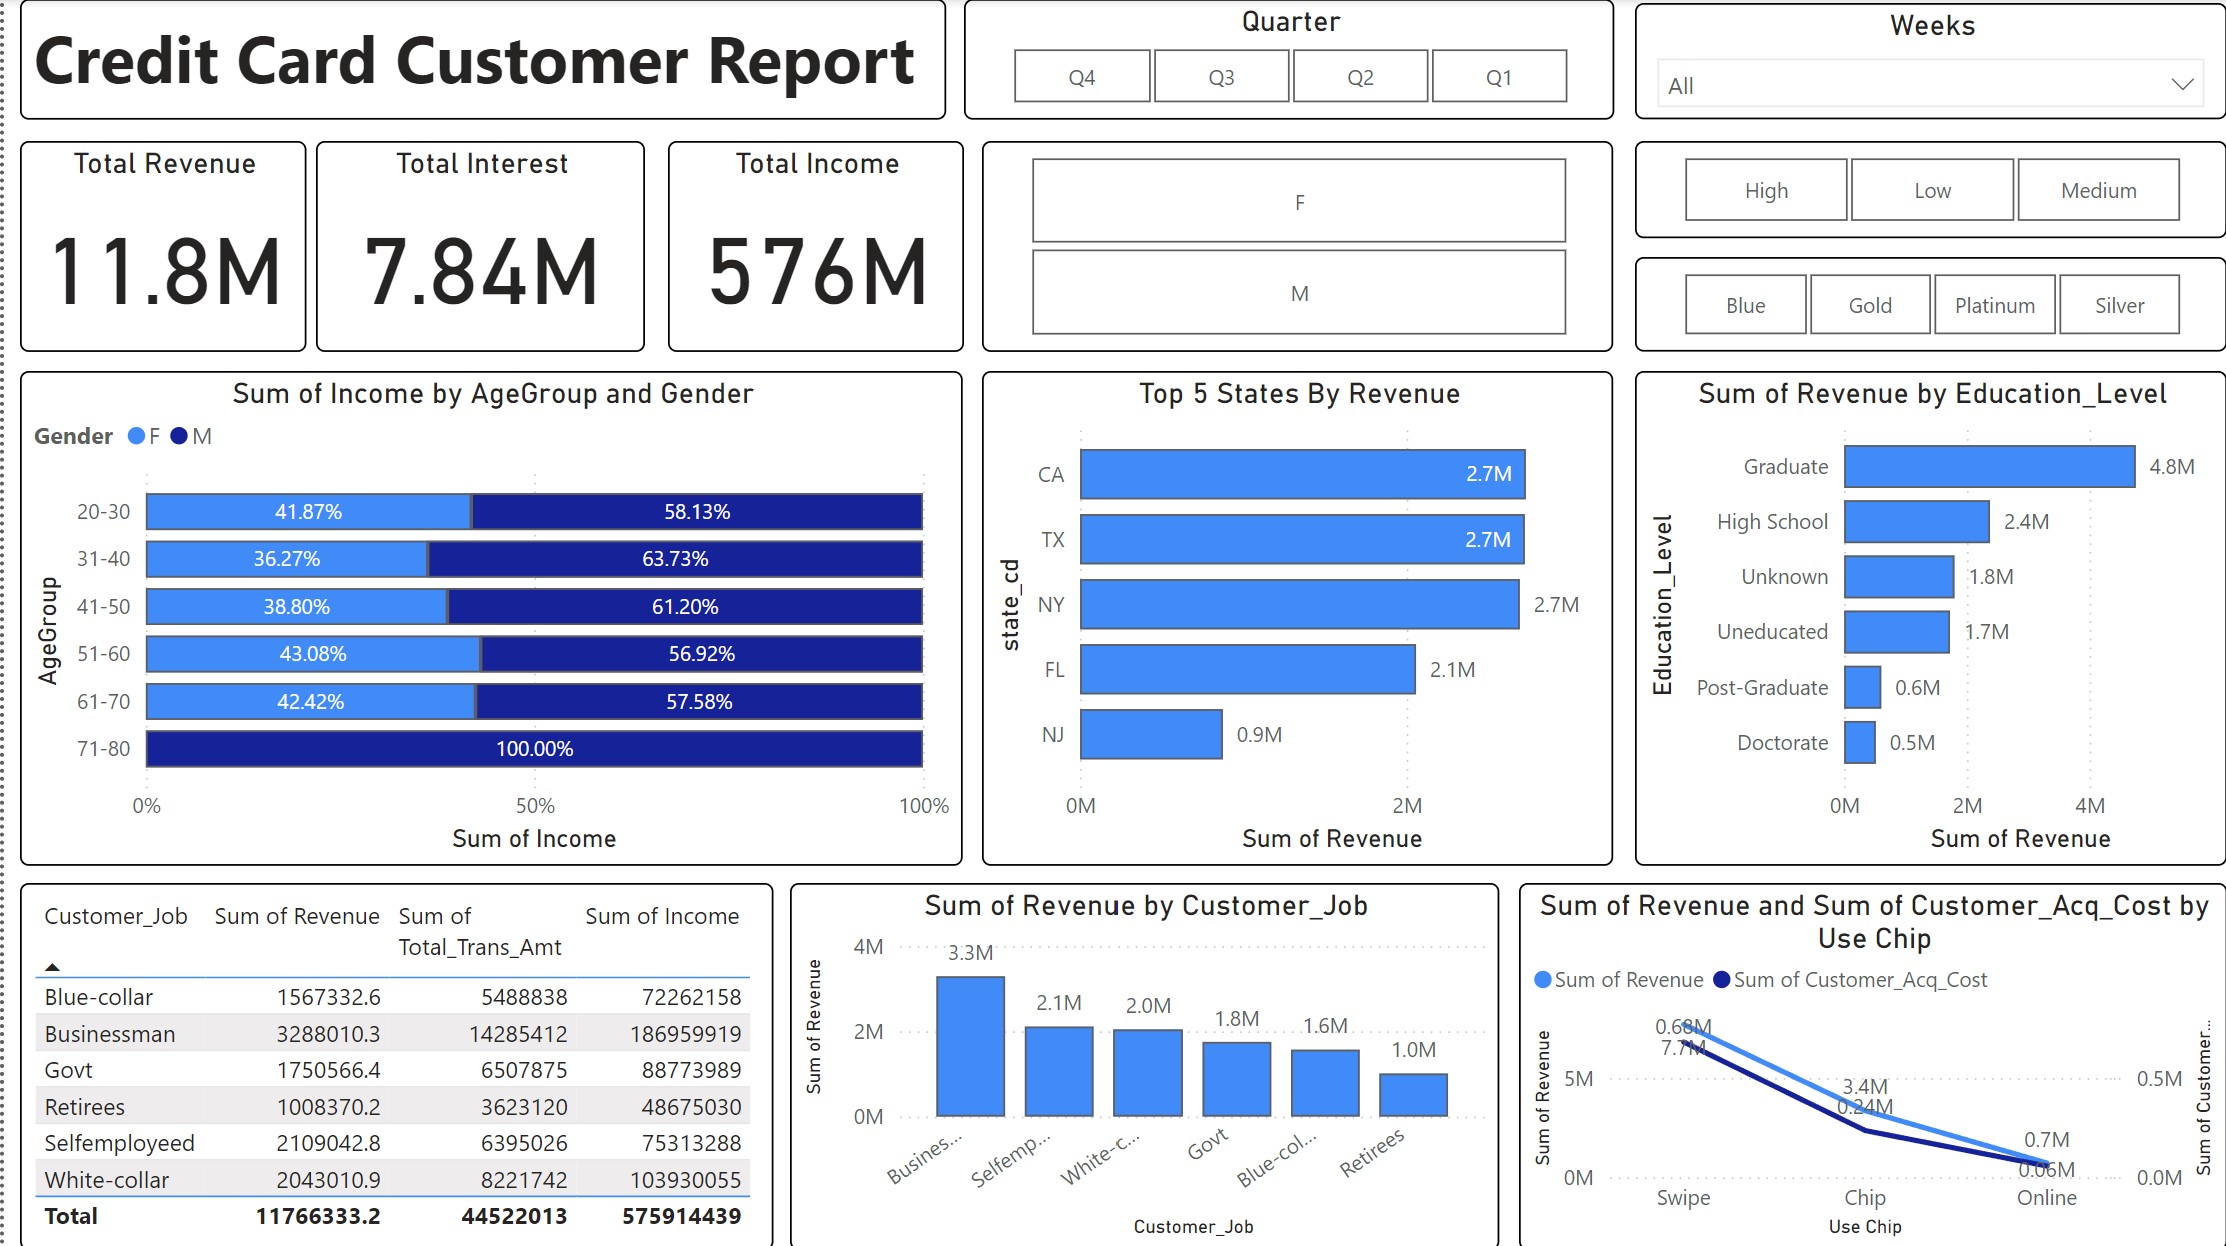 Credit Card Customer Report
Quarter
Q4 Q3 Q2 Q1
Weeks
All
Total Revenue
11.8M
Total Interest
7.84M
Total Income
576M
F
M
High Low Medium
Blue Gold Platinum Silver
Sum of Income by AgeGroup and Gender
Gender F M
AgeGroup
20-30 41.87% 58.13%
31-40 36.27% 63.73%
41-50 38.80% 61.20%
51-60 43.08% 56.92%
61-70 42.42% 57.58%
71-80 100.00%
0% 50% 100%
Sum of Income
Top 5 States By Revenue
state_cd
CA 2.7M
TX 2.7M
NY 2.7M
FL 2.1M
NJ 0.9M
0M 2M
Sum of Revenue
Sum of Revenue by Education_Level
Education_Level
Graduate 4.8M
High School 2.4M
Unknown 1.8M
Uneducated 1.7M
Post-Graduate 0.6M
Doctorate 0.5M
0M 2M 4M
Sum of Revenue
Customer_Job Sum of Revenue Sum of Total_Trans_Amt Sum of Income
Blue-collar 1567332.6 5488838 72262158
Businessman 3288010.3 14285412 186959919
Govt 1750566.4 6507875 88773989
Retirees 1008370.2 3623120 48675030
Selfemployeed 2109042.8 6395026 75313288
White-collar 2043010.9 8221742 103930055
Total 11766333.2 44522013 575914439
Sum of Revenue by Customer_Job
Sum of Revenue
4M
2M
0M
3.3M 2.1M 2.0M 1.8M 1.6M 1.0M
Busines... Selfemp... White-c... Govt Blue-col... Retirees
Customer_Job
Sum of Revenue and Sum of Customer_Acq_Cost by
Use Chip
Sum of Revenue Sum of Customer_Acq_Cost
Sum of Revenue
5M
0M
0.68M
7.7M
3.4M
0.24M
0.7M
0.06M
0.5M
0.0M
Sum of Customer...
Swipe Chip Online
Use Chip